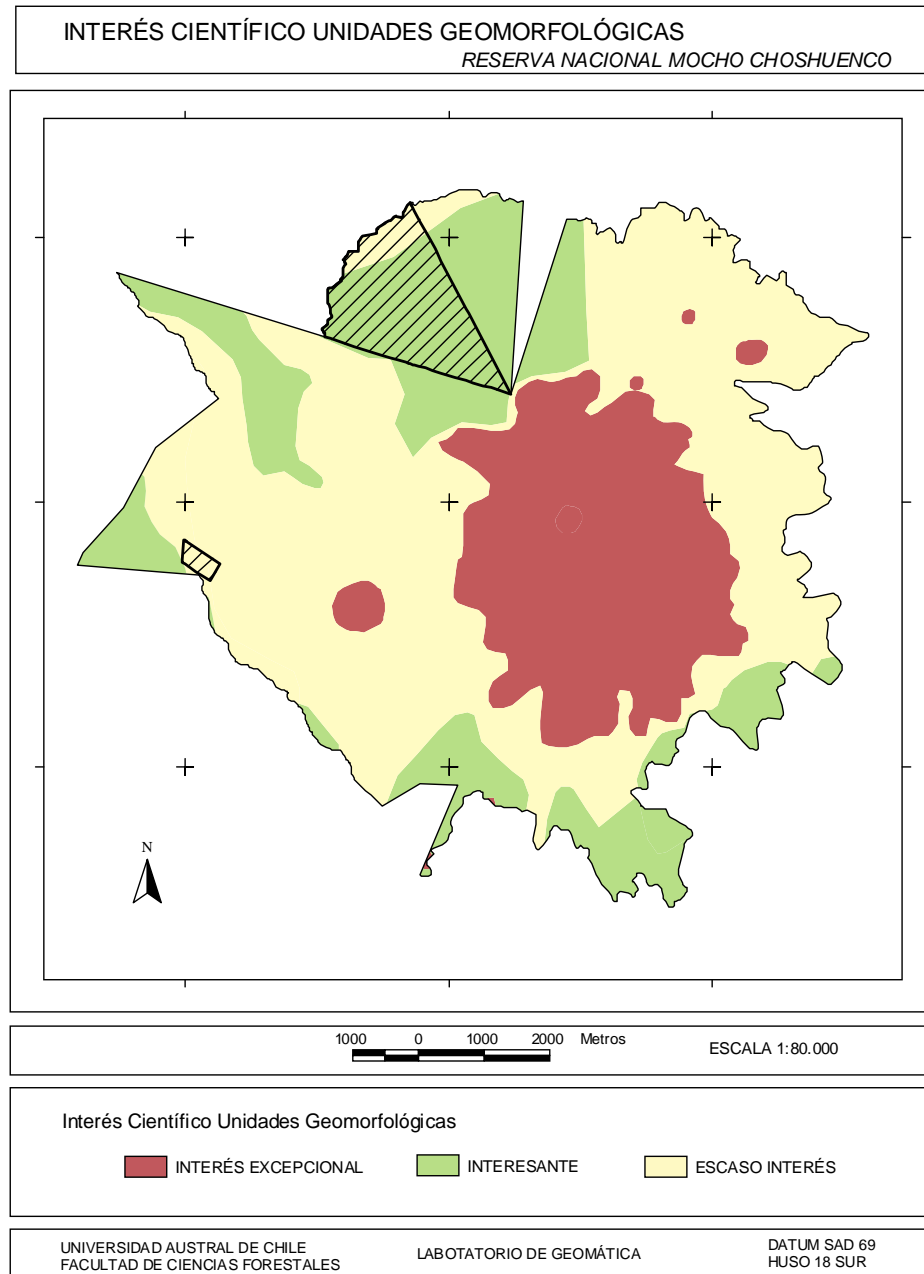 INTERÉS CIENTÍFICO UNIDADES GEOMORFOLÓGICAS
RESERVA NACIONAL MOCHO CHOSHUENCO
N
1000 0 1000 2000 Metros
ESCALA 1:80.000
Interés Científico Unidades Geomorfológicas
INTERÉS EXCEPCIONAL
INTERESANTE
ESCASO INTERÉS
UNIVERSIDAD AUSTRAL DE CHILE
FACULTAD DE CIENCIAS FORESTALES
LABOTATORIO DE GEOMÁTICA
DATUM SAD 69
HUSO 18 SUR